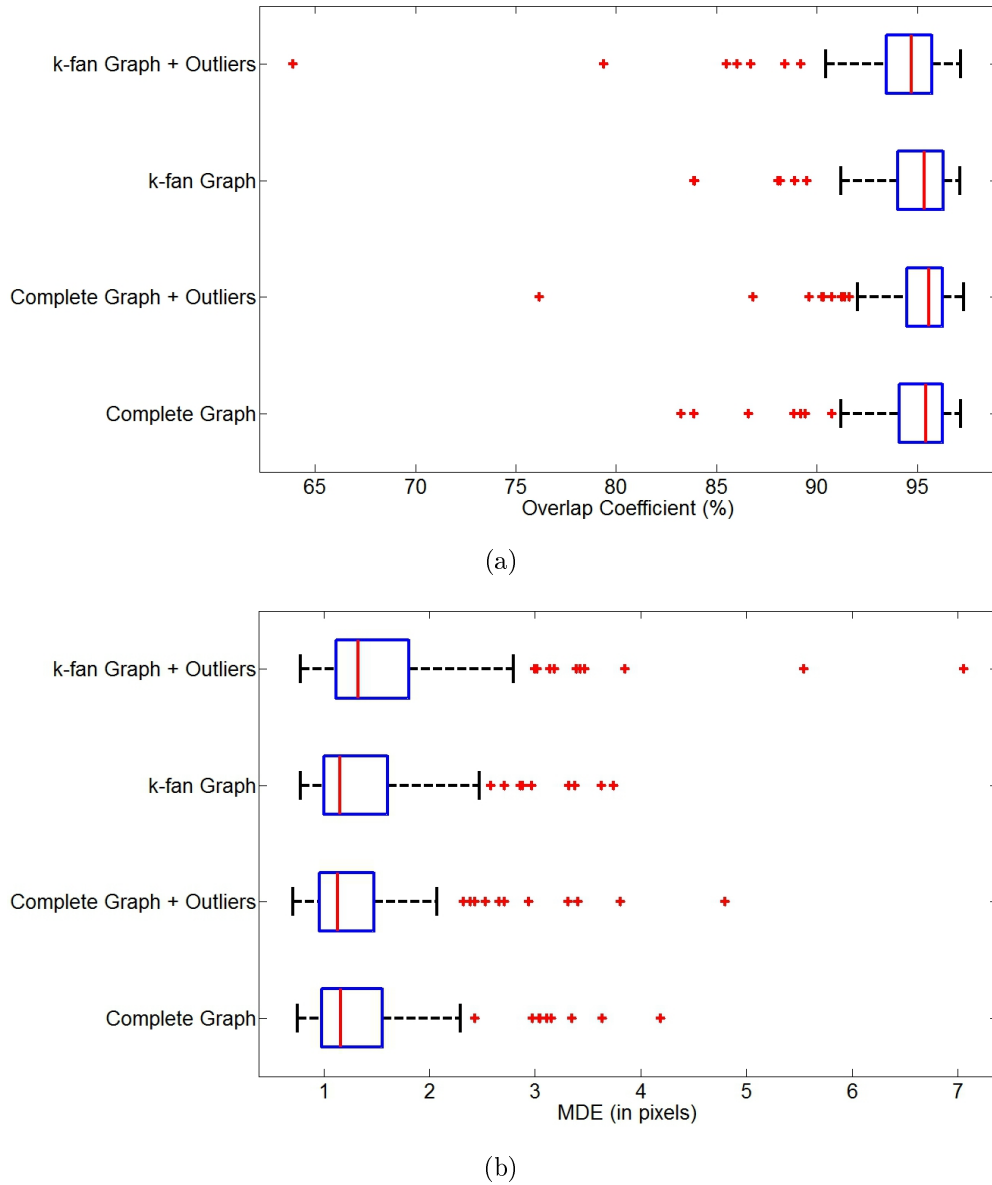 k-fan Graph + Outliers
k-fan Graph
Complete Graph + Outliers
Complete Graph
65 70 75 80 85 90 95
Overlap Coefficient (%)
(a)
k-fan Graph + Outliers
k-fan Graph
Complete Graph + Outliers
Complete Graph
1 2 3 4 5 6 7
MDE (in pixels)
(b)